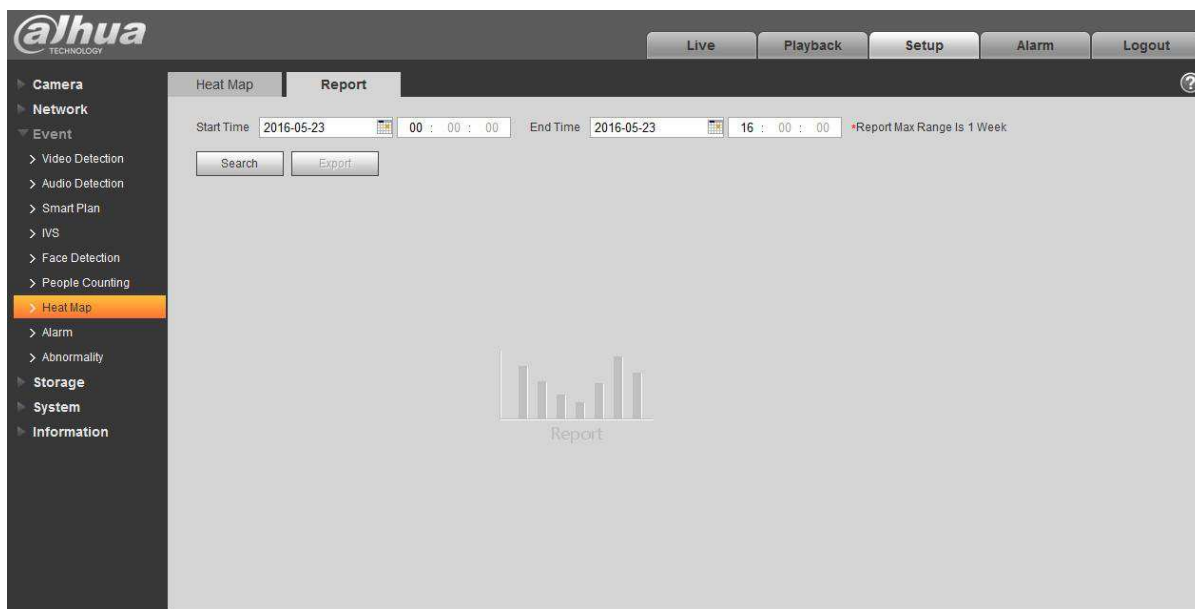 alhua
TECHNOLOGY
Live Playback Setup Alarm Logout
Camera
Network
Event
Video Detection
Audio Detection
Smart Plan
IVS
Face Detection
People Counting
Heat Map
Alarm
Abnormality
Storage
System
Information
Heat Map Report ?
Start Time 2016-05-23 00 : 00 : 00 End Time 2016-05-23 16 : 00 : 00 *Report Max Range Is 1 Week
Search Export
Report